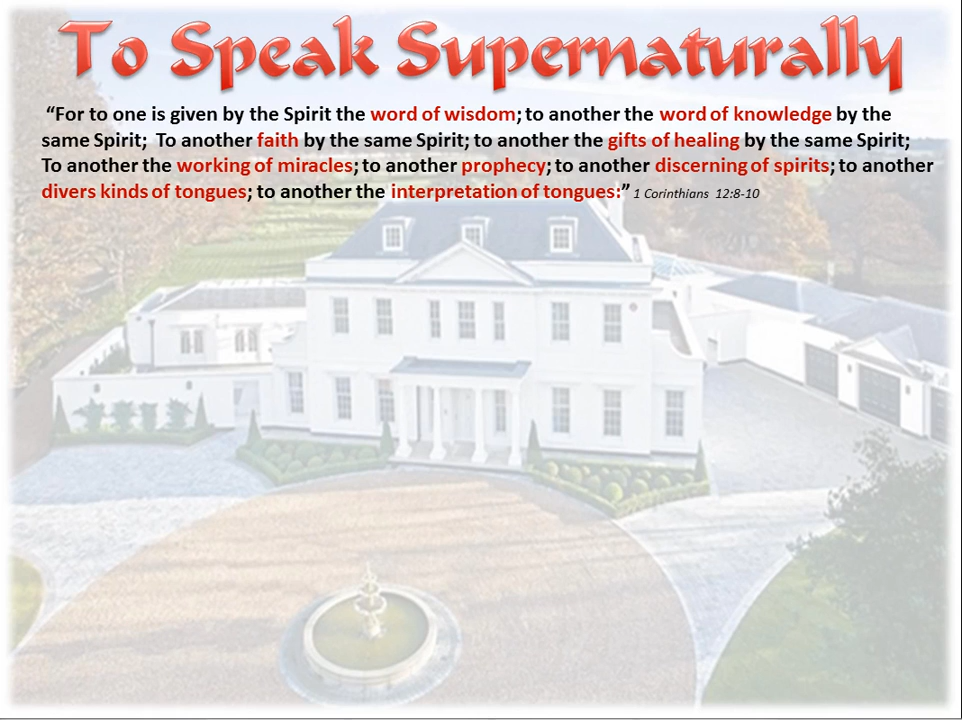 To Speak Supernaturally
“For to one is given by the Spirit the word of wisdom; to another the word of knowledge by the
same Spirit;  To another faith by the same Spirit; to another the gifts of healing by the same Spirit;
To another the working of miracles; to another prophecy; to another discerning of spirits; to another
divers kinds of tongues; to another the interpretation of tongues:” 1 Corinthians  12:8-10